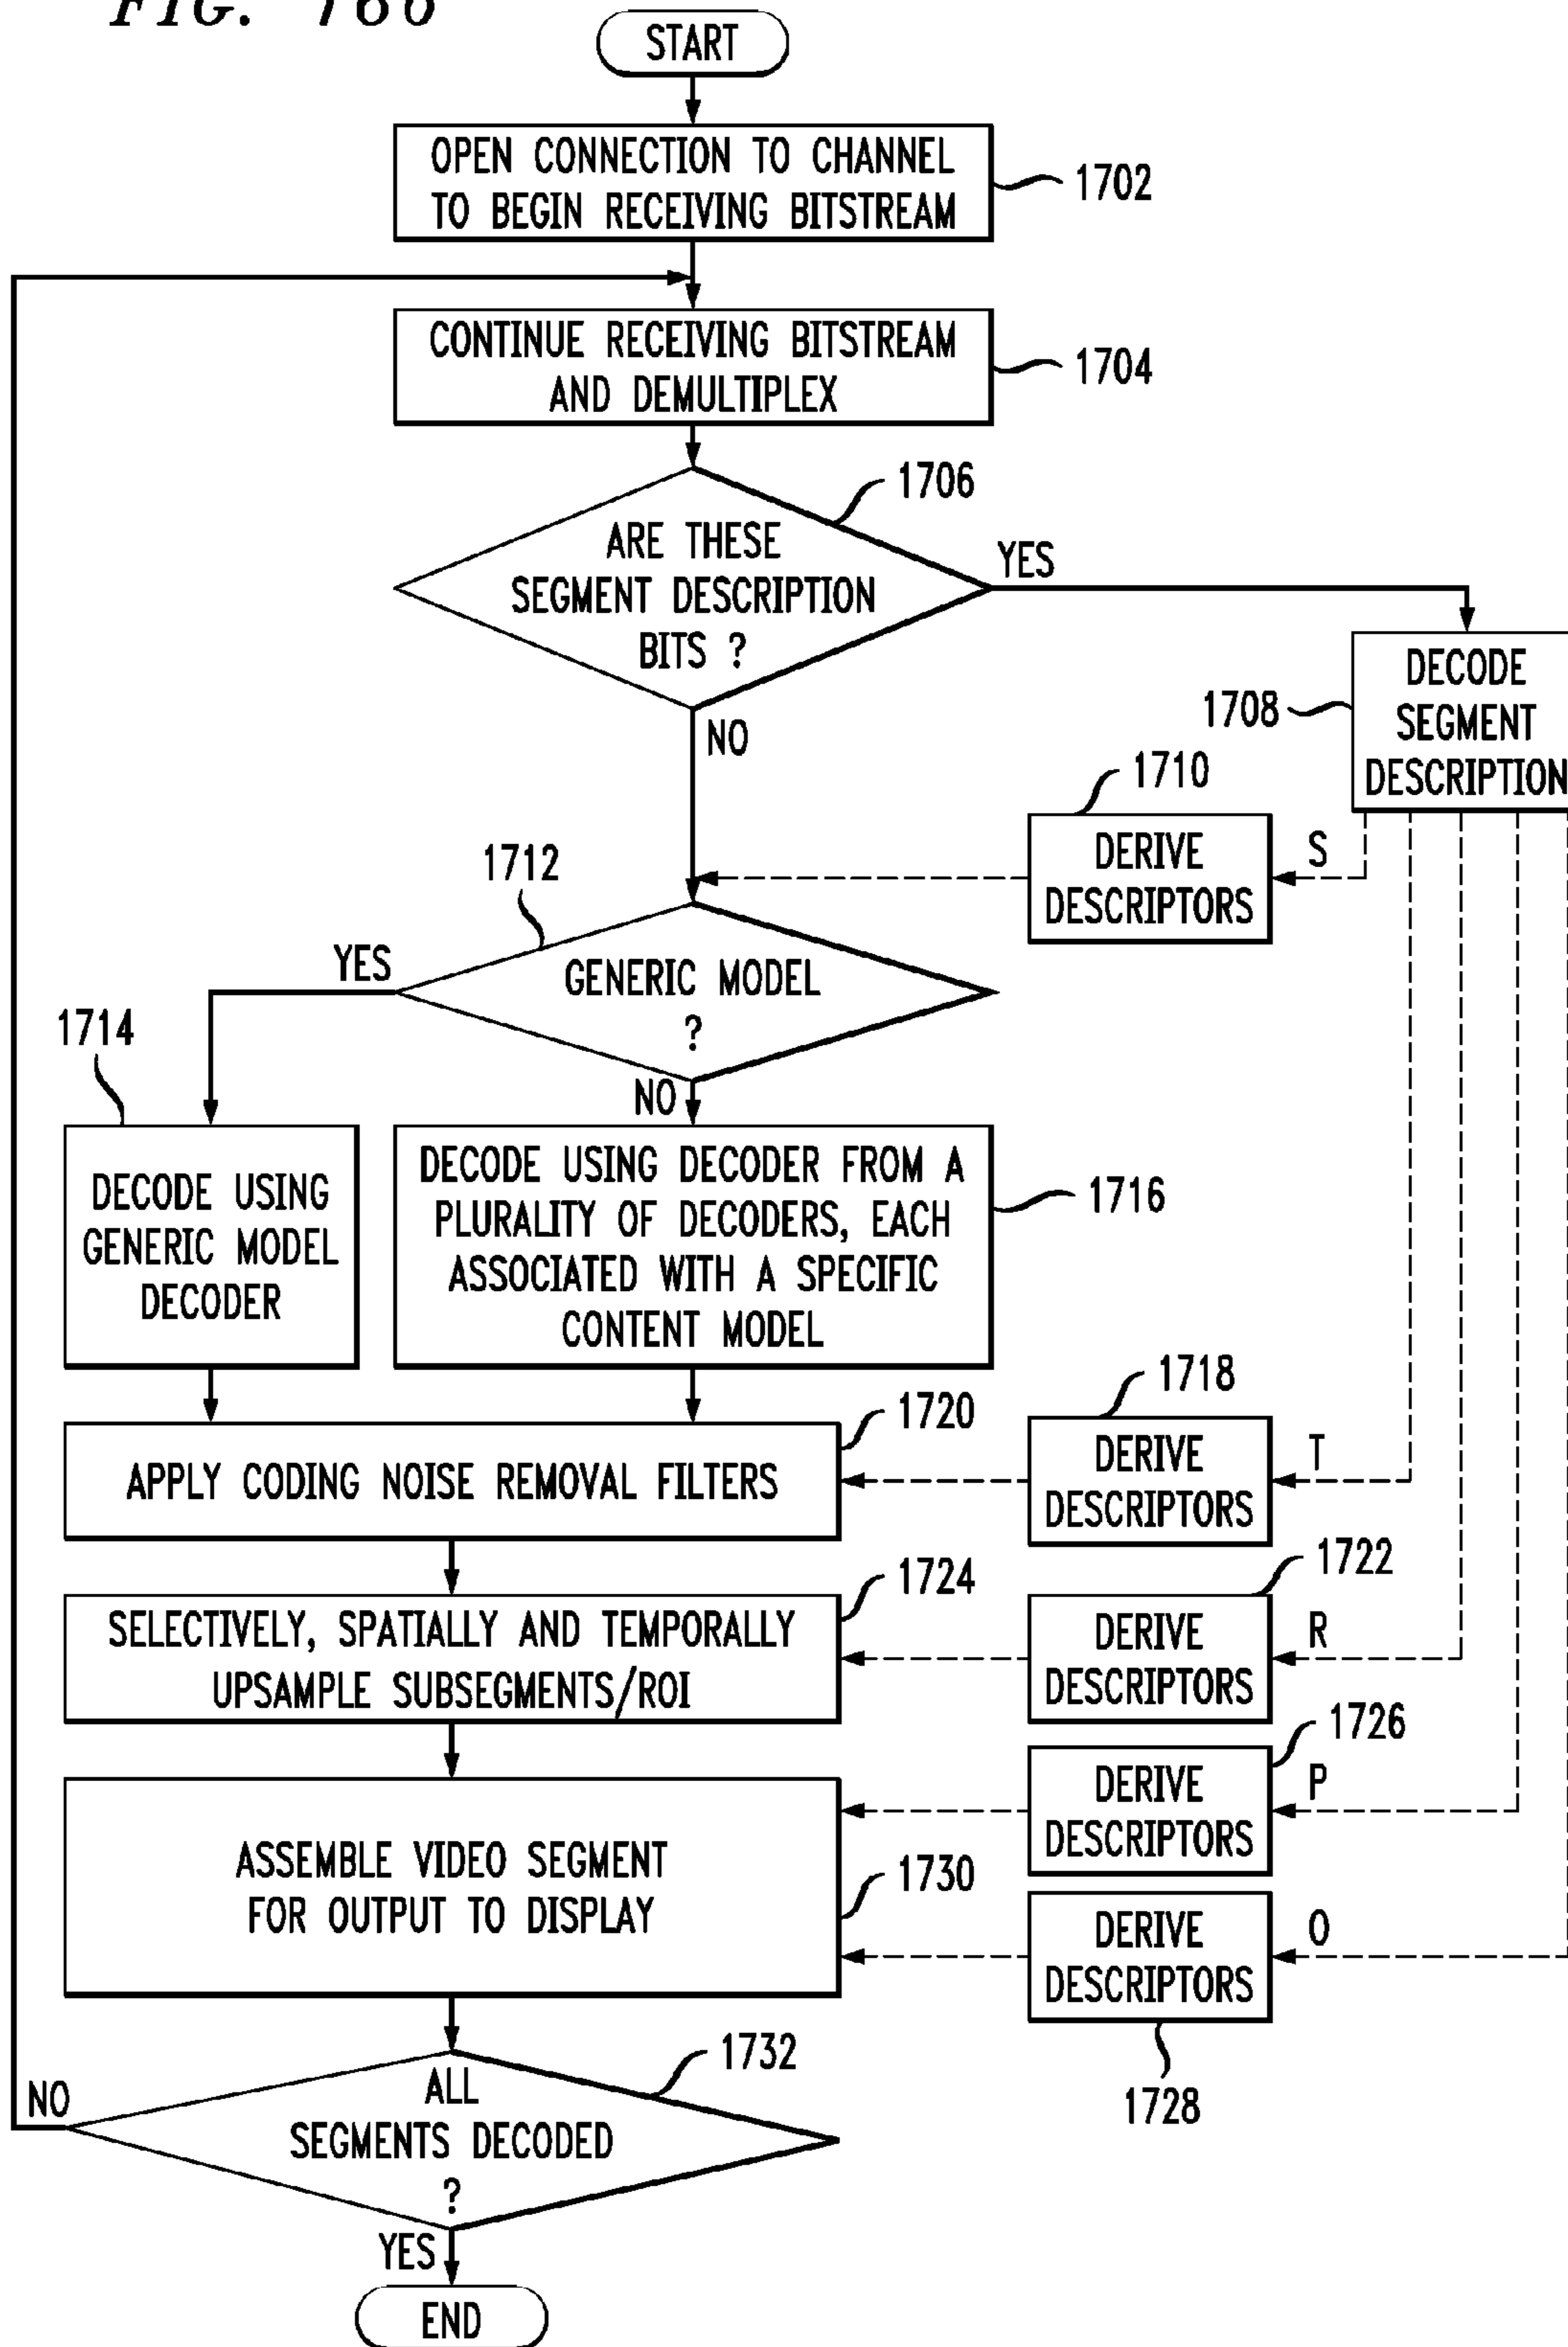 START
OPEN CONNECTION TO CHANNEL
TO BEGIN RECEIVING BITSTREAM
1702
CONTINUE RECEIVING BITSTREAM
AND DEMULTIPLEX
1704
1706
ARE THESE
SEGMENT DESCRIPTION
BITS ?
YES
NO
1708
DECODE
SEGMENT
DESCRIPTION
1710
DERIVE
DESCRIPTORS
S
1712
GENERIC MODEL
?
YES
NO
1714
DECODE USING
GENERIC MODEL
DECODER
DECODE USING DECODER FROM A
PLURALITY OF DECODERS, EACH
ASSOCIATED WITH A SPECIFIC
CONTENT MODEL
1716
1718
DERIVE
DESCRIPTORS
T
1720
APPLY CODING NOISE REMOVAL FILTERS
1722
DERIVE
DESCRIPTORS
R
1724
SELECTIVELY, SPATIALLY AND TEMPORALLY
UPSAMPLE SUBSEGMENTS/ROI
1726
DERIVE
DESCRIPTORS
P
ASSEMBLE VIDEO SEGMENT
FOR OUTPUT TO DISPLAY
1730
DERIVE
DESCRIPTORS
O
1728
1732
ALL
SEGMENTS DECODED
?
NO
YES
END